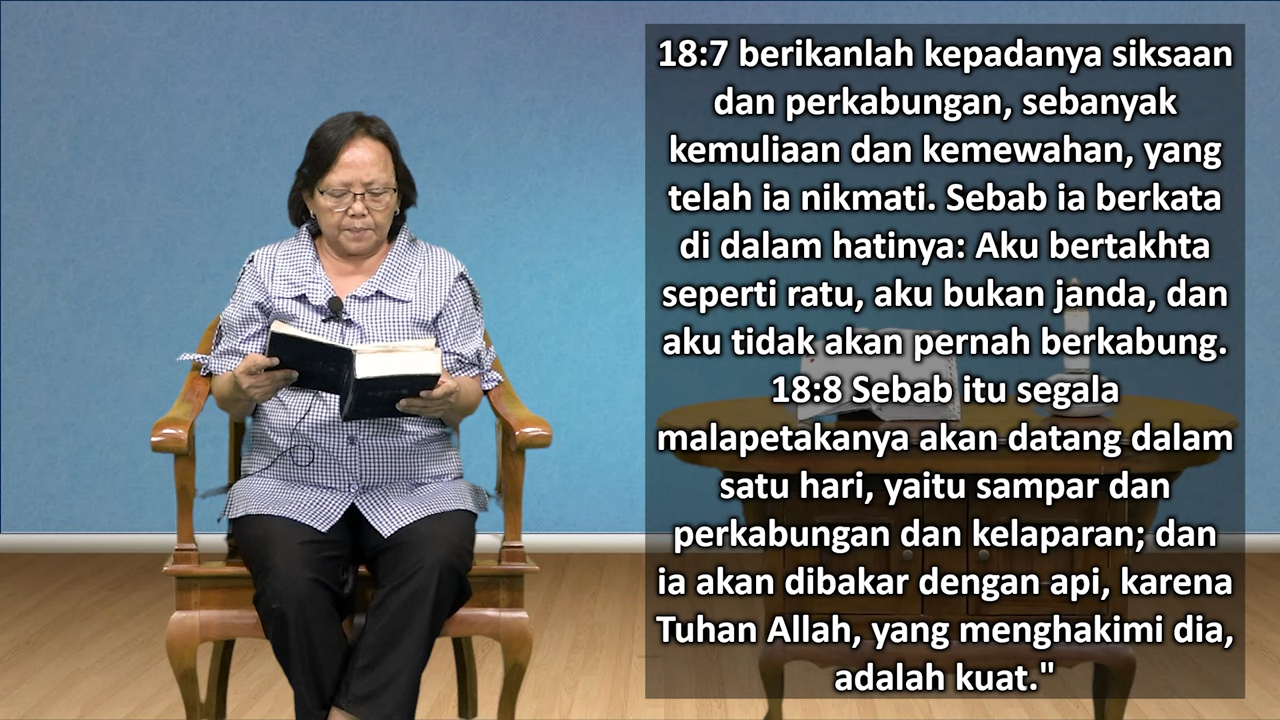 18:7 berikanlah kepadanya siksaan
dan perkabungan, sebanyak
kemuliaan dan kemewahan, yang
telah ia nikmati. Sebab ia berkata
di dalam hatinya: Aku bertakhta
seperti ratu, aku bukan janda, dan
aku tidak akan pernah berkabung.
18:8 Sebab itu segala
malapetakanya akan datang dalam
satu hari, yaitu sampar dan
perkabungan dan kelaparan; dan
ia akan dibakar dengan api, karena
Tuhan Allah, yang menghakimi dia,
adalah kuat."